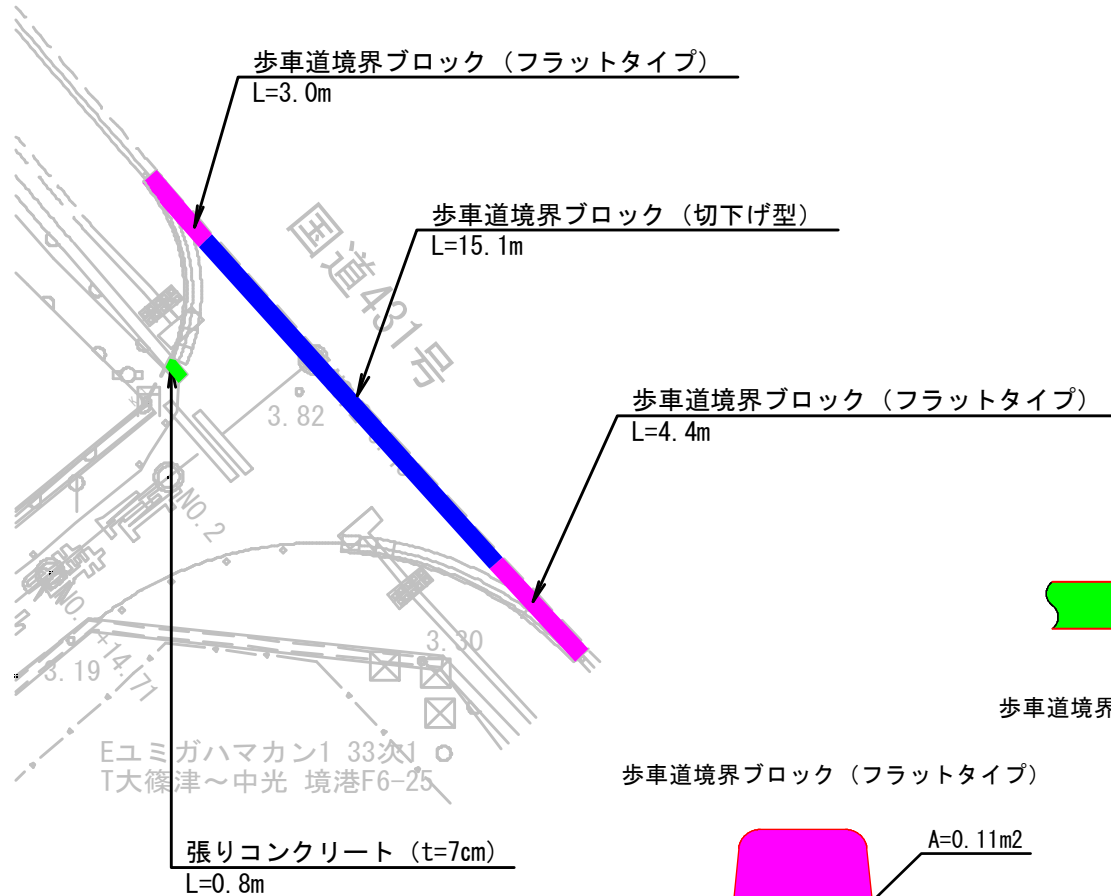 歩車道境界ブロック（フラットタイプ）
L=3.0m
歩車道境界ブロック（切下げ型）
L=15.1m
国道431号
歩車道境界ブロック（フラットタイプ）
L=4.4m
3.82
NO.2
3.30
3.19
+14.71
Eユミガハマカン1 33次1
T大篠津～中光 境港F6-25
歩車道境界
歩車道境界ブロック（フラットタイプ）
A=0.11m2
張りコンクリート（t=7cm）
L=0.8m